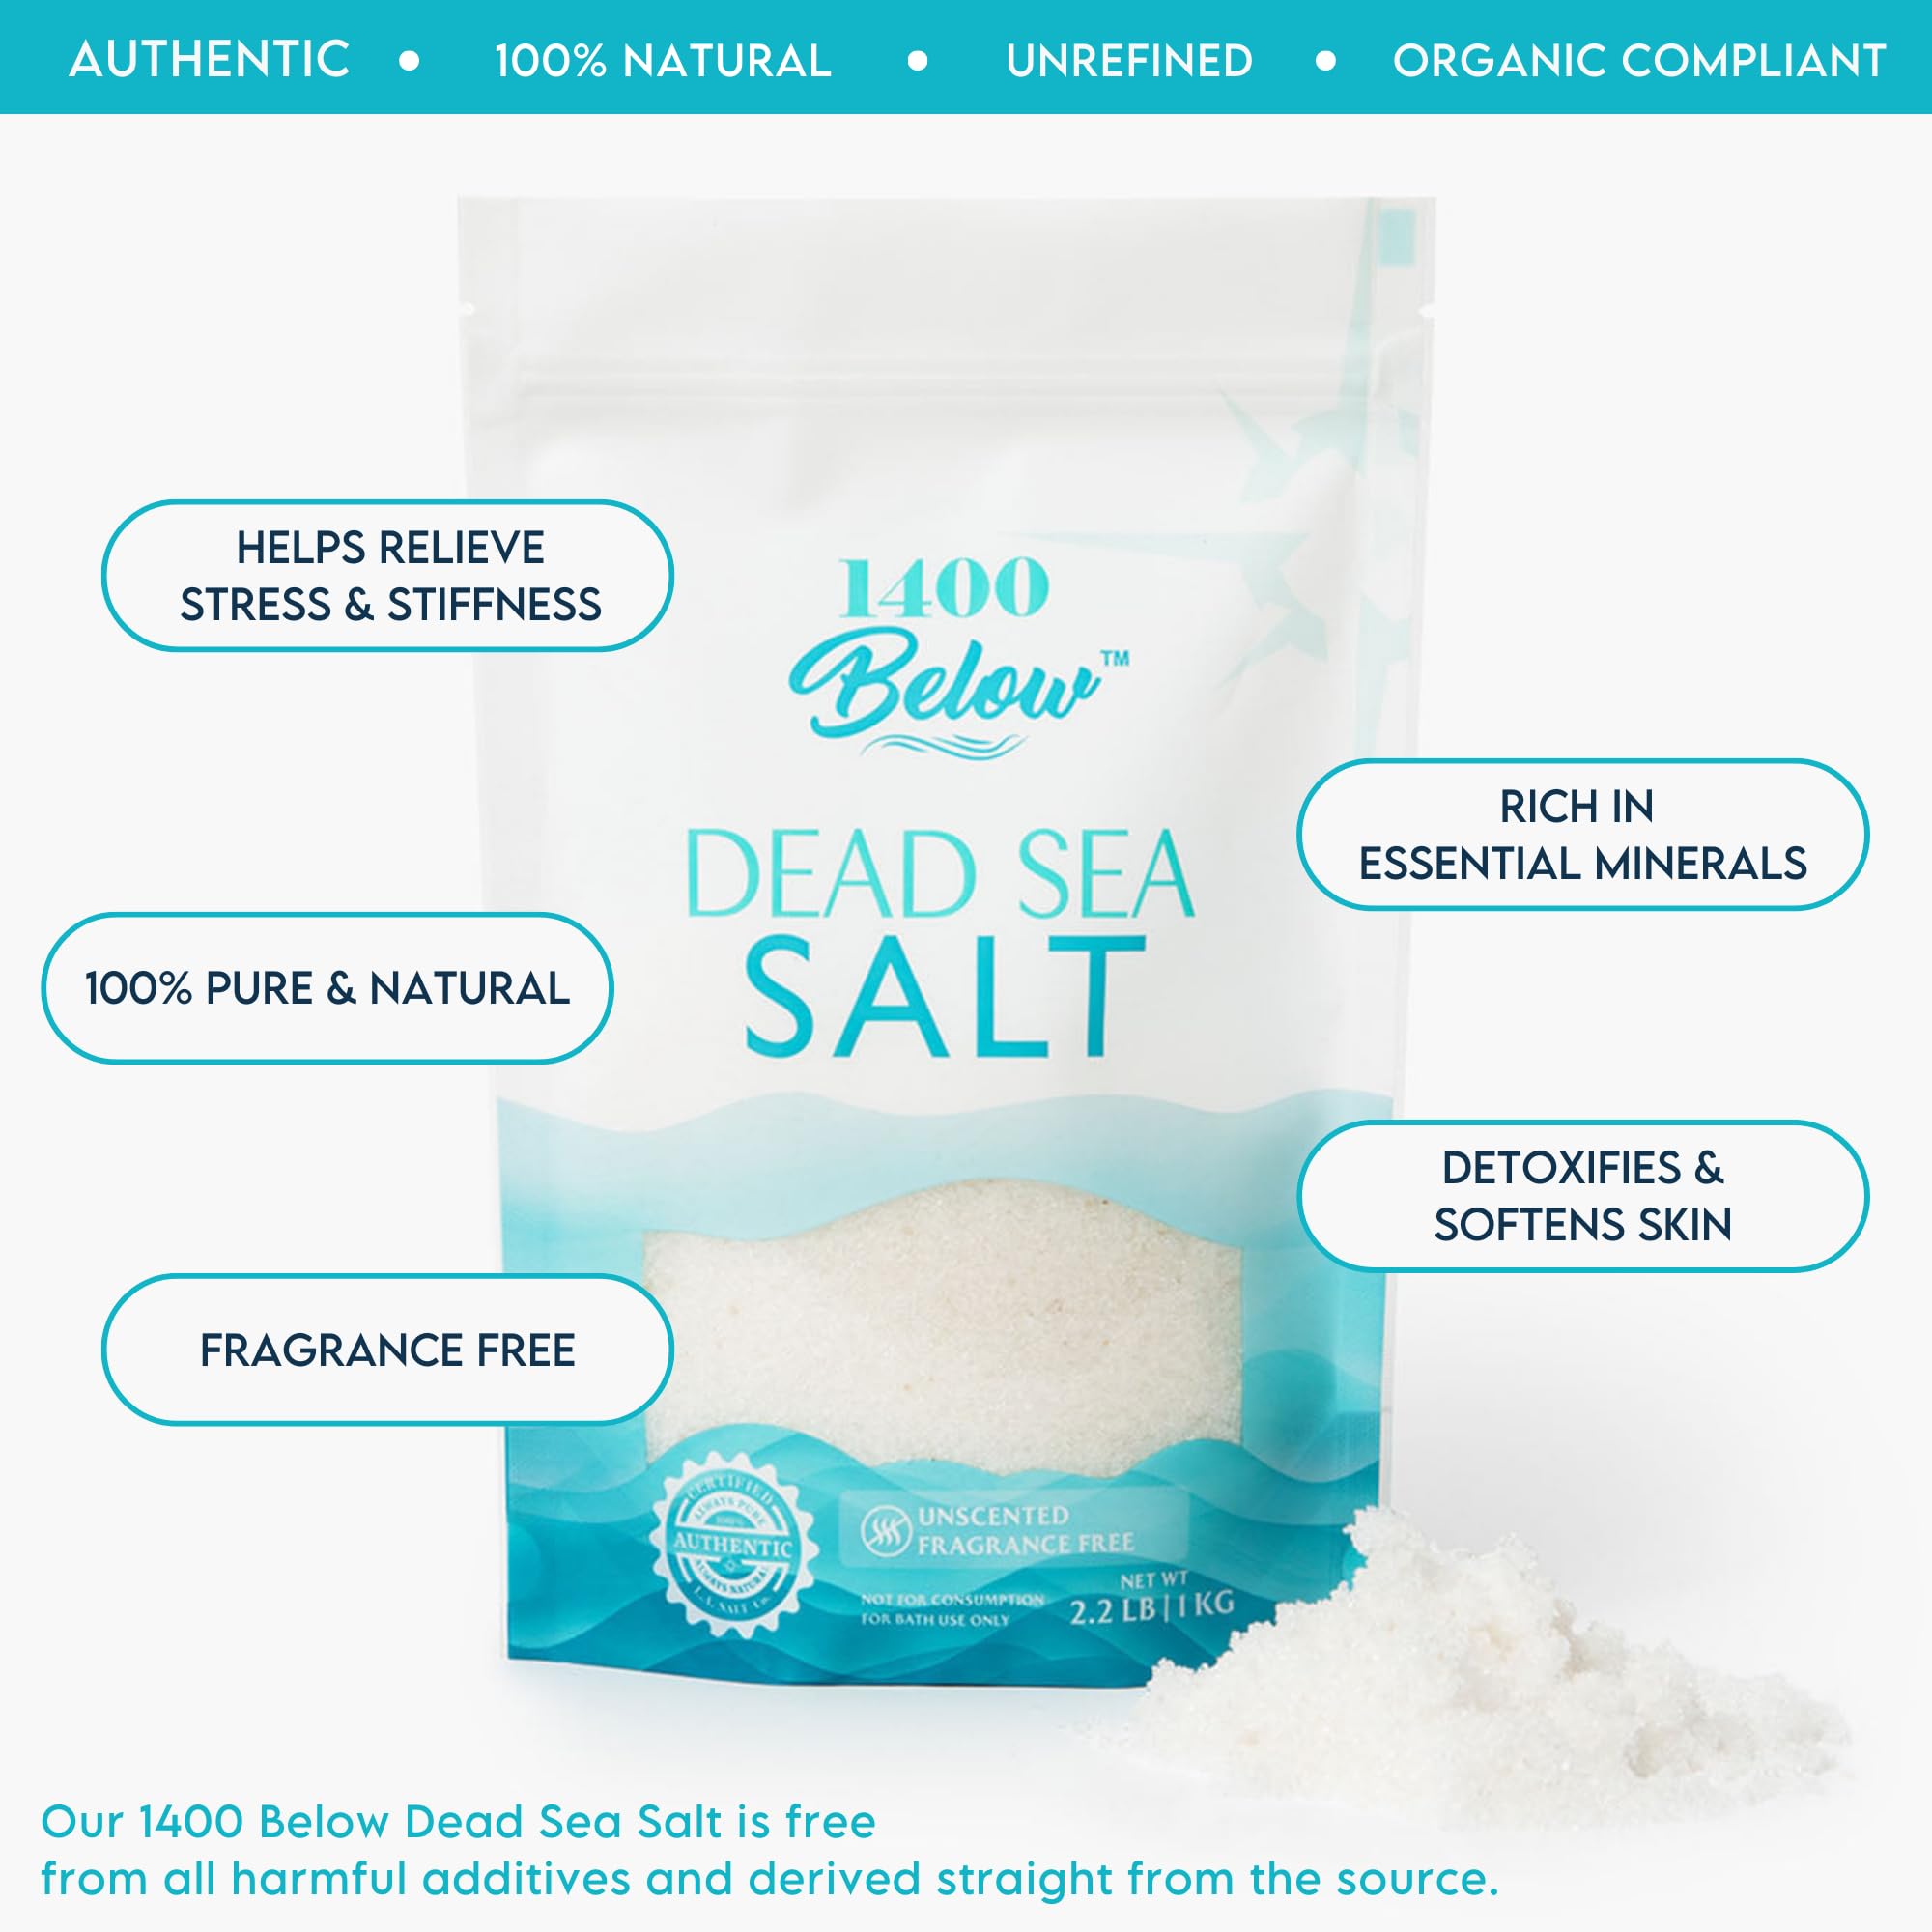 AUTHENTIC • 100% NATURAL • UNREFINED • ORGANIC COMPLIANT
HELPS RELIEVE
STRESS & STIFFNESS
1400
Below™
RICH IN
ESSENTIAL MINERALS
DEAD SEA
SALT
100% PURE & NATURAL
DETOXIFIES &
SOFTENS SKIN
FRAGRANCE FREE
CERTIFIED
ALWAYS PURE
100%
AUTHENTIC
ALWAYS NATURAL
UNSCENTED
FRAGRANCE FREE
NOT FOR CONSUMPTION
FOR BATH USE ONLY
NET WT
2.2 LB | 1 KG
Our 1400 Below Dead Sea Salt is free
from all harmful additives and derived straight from the source.